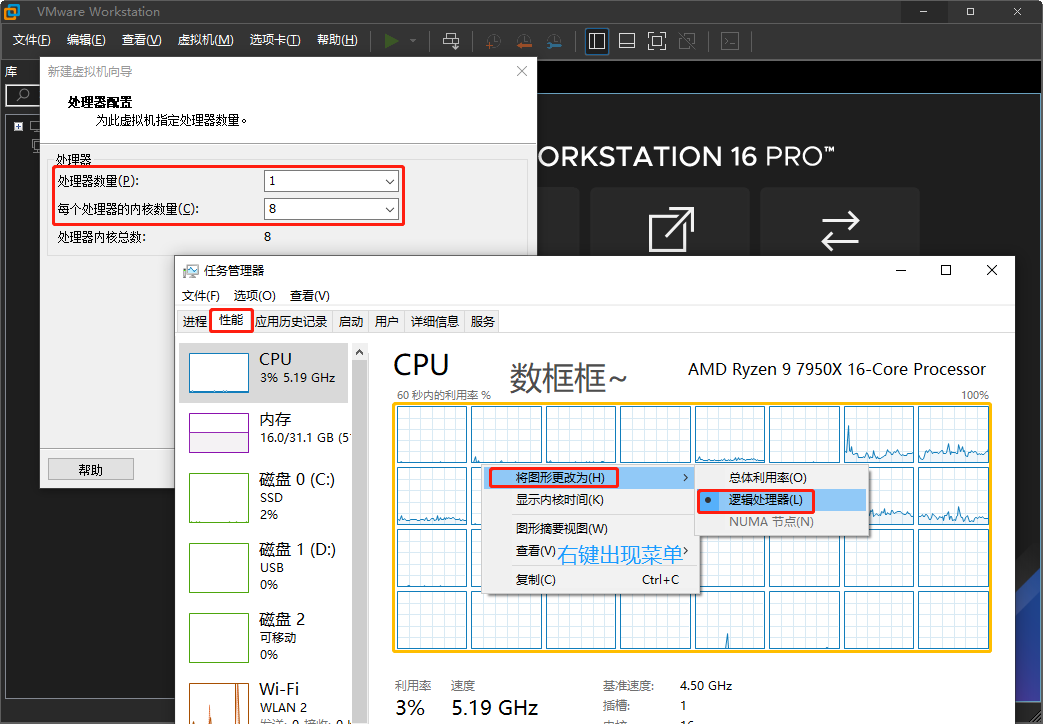 VMware Workstation
文件(F) 编辑(E) 查看(V) 虚拟机(M) 选项卡(T) 帮助(H)
库
新建虚拟机向导
处理器配置
为此虚拟机指定处理器数量。
处理器
处理器数量(P): 1
每个处理器的内核数量(C): 8
处理器内核总数: 8
帮助
ORKSTATION 16 PRO™
任务管理器
文件(F) 选项(O) 查看(V)
进程 性能 应用历史记录 启动 用户 详细信息 服务
CPU
3% 5.19 GHz
内存
16.0/31.1 GB (5
磁盘 0 (C:)
SSD
2%
磁盘 1 (D:)
USB
0%
磁盘 2
可移动
0%
Wi-Fi
WLAN 2
发送: 0 接收: 0
CPU
数框框~
AMD Ryzen 9 7950X 16-Core Processor
60 秒内的利用率 %
100%
将图形更改为(H)
显示内核时间(K)
图形摘要视图(W)
查看(V)
右键出现菜单
复制(C) Ctrl+C
总体利用率(O)
逻辑处理器(L)
NUMA 节点(N)
利用率 速度
3% 5.19 GHz
基准速度: 4.50 GHz
插槽: 1
内核: 16